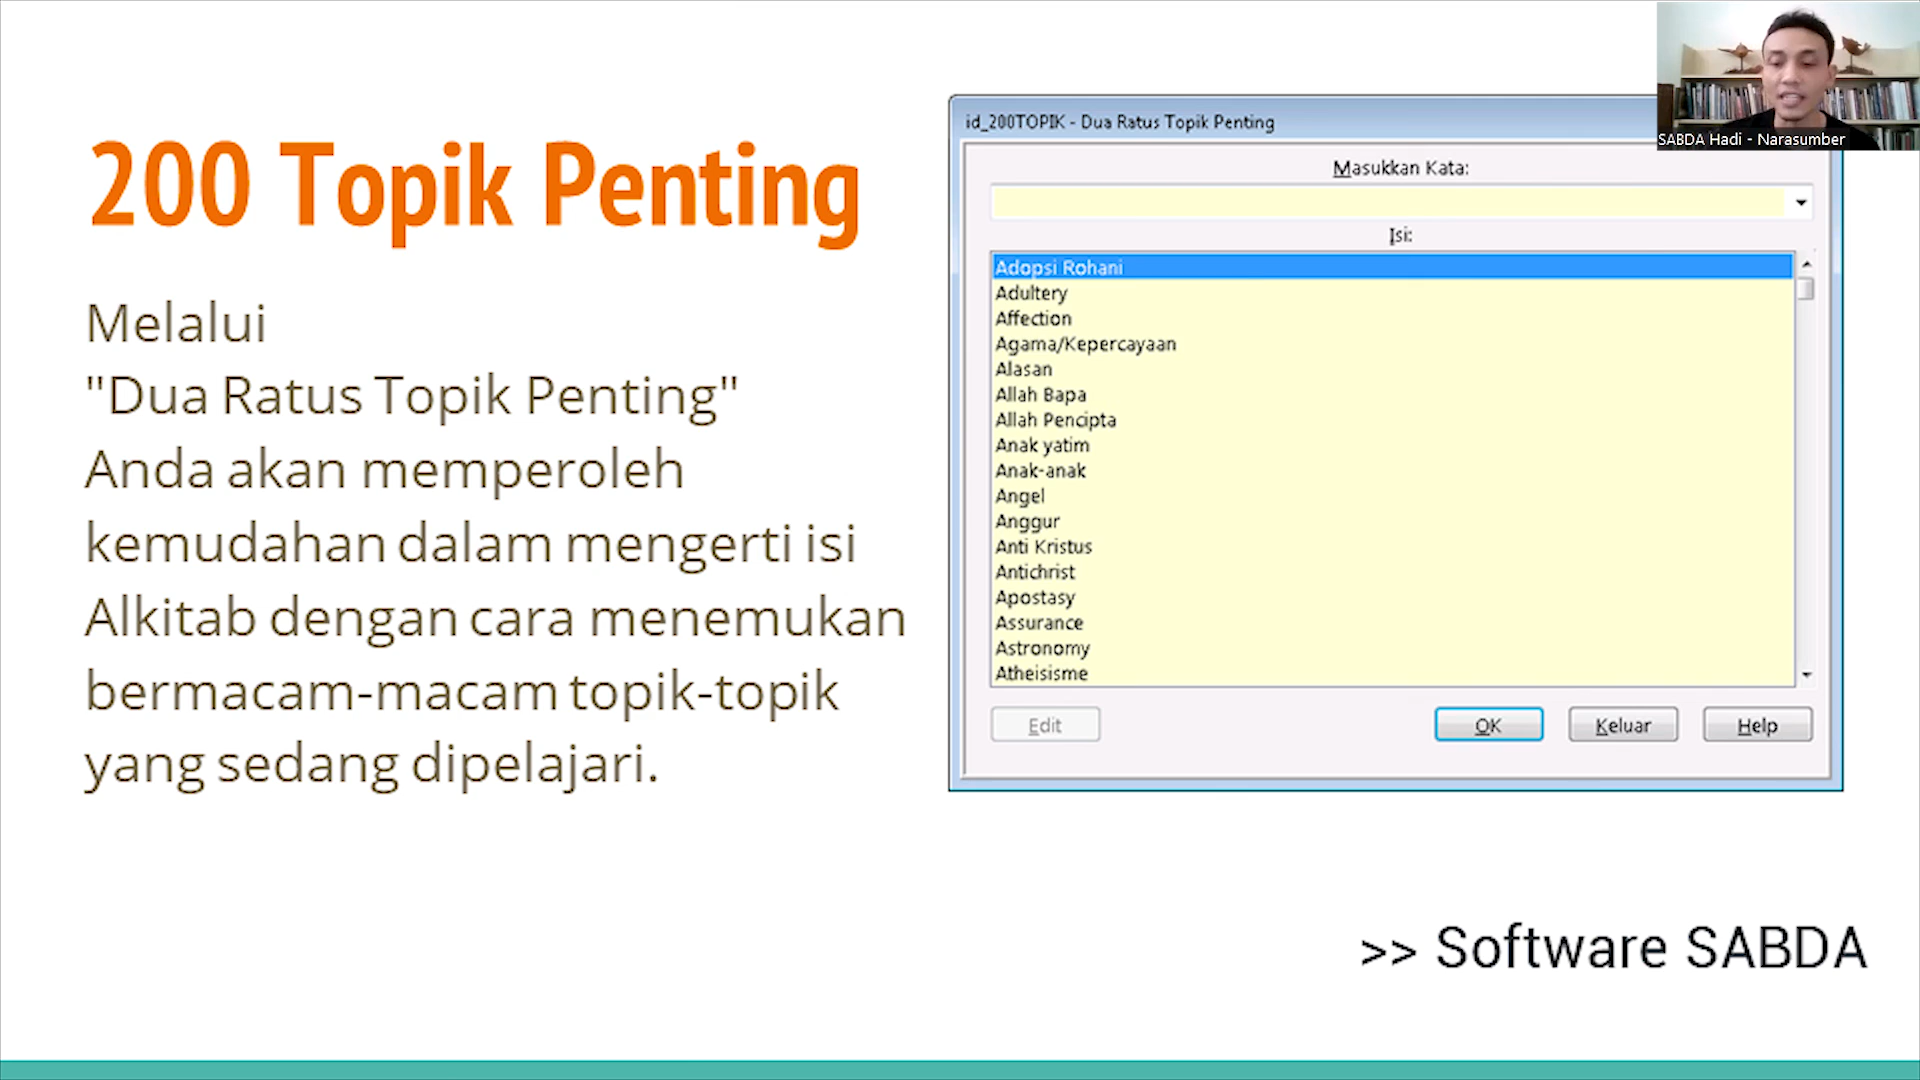 200 Topik Penting
Melalui
"Dua Ratus Topik Penting"
Anda akan memperoleh
kemudahan dalam mengerti isi
Alkitab dengan cara menemukan
bermacam-macam topik-topik
yang sedang dipelajari.
id_200TOPIK - Dua Ratus Topik Penting
Masukkan Kata:
Isi:
Adopsi Rohani
Adultery
Affection
Agama/Kepercayaan
Alasan
Allah Bapa
Allah Pencipta
Anak yatim
Anak-anak
Angel
Anggur
Anti Kristus
Antichrist
Apostasy
Assurance
Astronomy
Atheisisme
Edit
OK
Keluar
Help
SABDA Hadi - Narasumber
>> Software SABDA